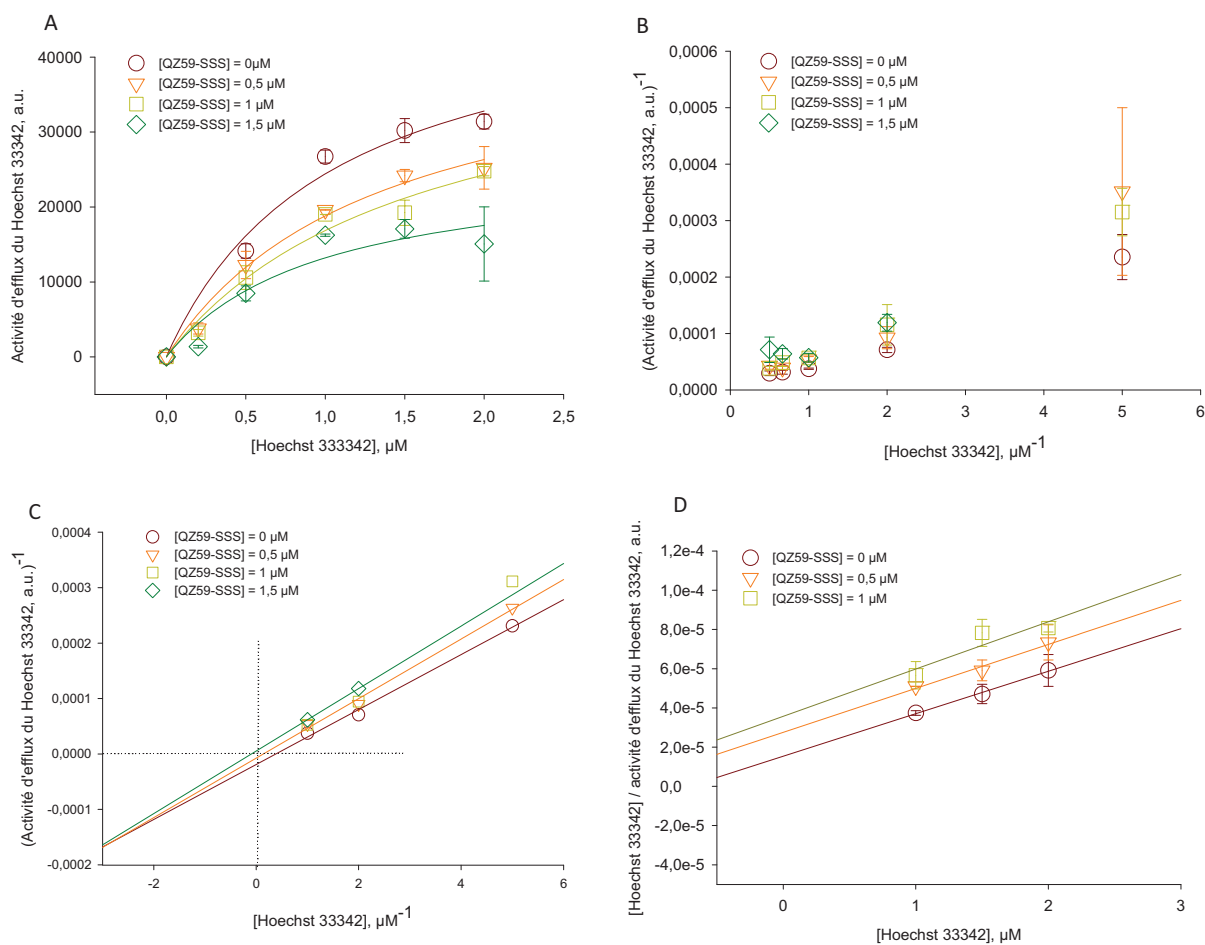 A
[QZ59-SSS] = 0µM
[QZ59-SSS] = 0,5 µM
[QZ59-SSS] = 1 µM
[QZ59-SSS] = 1,5 µM
Activité d'efflux du Hoechst 33342, a.u.
40000
30000
20000
10000
0
0,0 0,5 1,0 1,5 2,0 2,5
[Hoechst 333342], µM
B
[QZ59-SSS] = 0 µM
[QZ59-SSS] = 0,5 µM
[QZ59-SSS] = 1 µM
[QZ59-SSS] = 1,5 µM
(Activité d'efflux du Hoechst 33342, a.u.)-1
0,0006
0,0005
0,0004
0,0003
0,0002
0,0001
0,0000
0 1 2 3 4 5 6
[Hoechst 33342], µM-1
C
[QZ59-SSS] = 0 µM
[QZ59-SSS] = 0,5 µM
[QZ59-SSS] = 1 µM
[QZ59-SSS] = 1,5 µM
(Activité d'efflux du Hoechst 33342, a.u.)-1
0,0004
0,0003
0,0002
0,0001
0,0000
-0,0001
-0,0002
-2 0 2 4 6
[Hoechst 33342], µM-1
D
[QZ59-SSS] = 0 µM
[QZ59-SSS] = 0,5 µM
[QZ59-SSS] = 1 µM
[Hoechst 33342] / activité d'efflux du Hoechst 33342, a.u.
1,2e-4
1,0e-4
8,0e-5
6,0e-5
4,0e-5
2,0e-5
0,0
-2,0e-5
-4,0e-5
0 1 2 3
[Hoechst 33342], µM